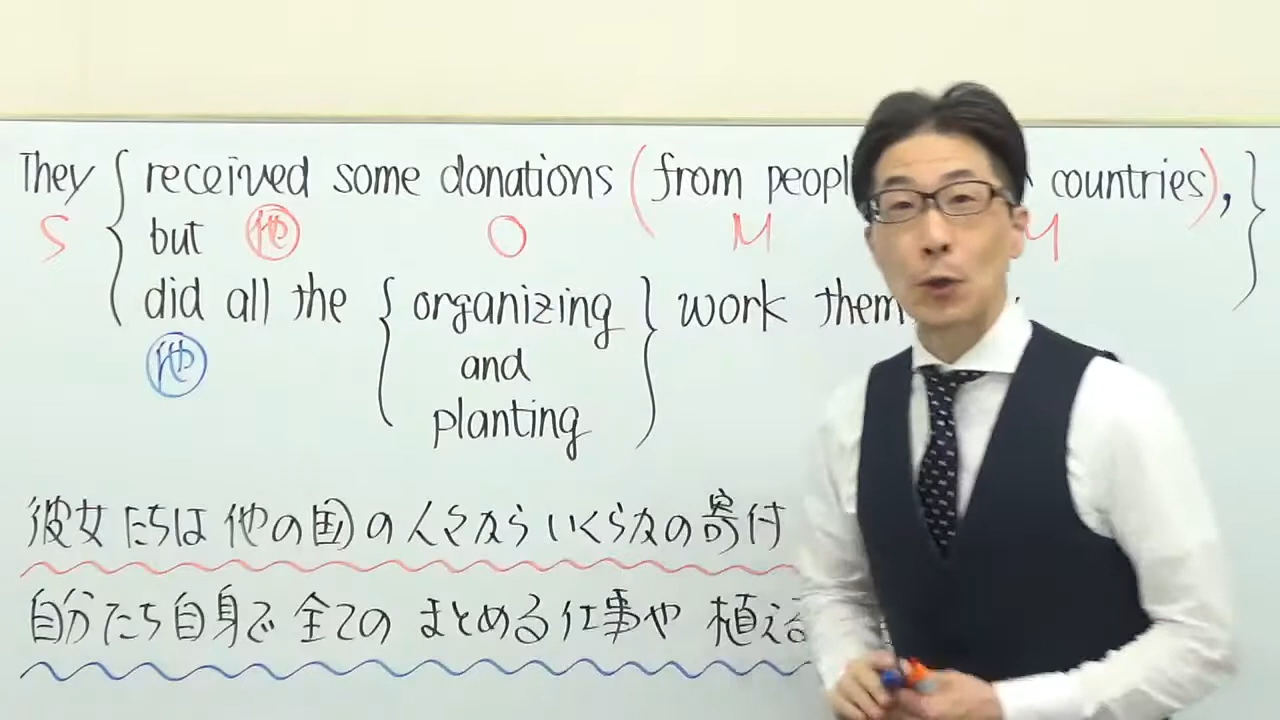 They received some donations (from countries),
S but 他 O M M
did all the organizing work
他 and
planting
彼女たちは他の国の人々からいくらかの寄付
自分たち自身で全てのまとめる仕事や植える